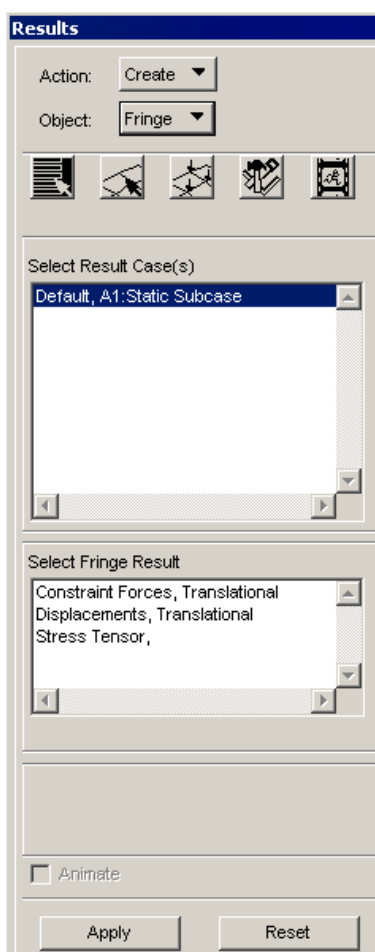 Results
Action: Create
Object: Fringe
Select Result Case(s)
Default, A1:Static Subcase
Select Fringe Result
Constraint Forces, Translational
Displacements, Translational
Stress Tensor,
Animate
Apply Reset